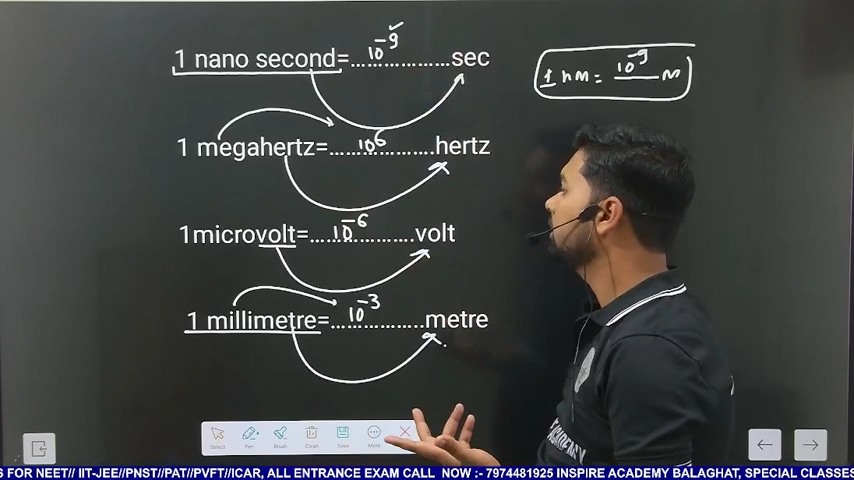 1 nano second=10⁻⁹...................sec
1 nm = 10⁻⁹ m
1 megahertz=10⁶...................hertz
1microvolt=10⁻⁶...................volt
1 millimetre=10⁻³...................metre
Select Pen Brush Clean Save More
S FOR NEET// IIT-JEE//PNST//PAT//PVFT//ICAR, ALL ENTRANCE EXAM CALL NOW :- 7974481925 INSPIRE ACADEMY BALAGHAT, SPECIAL CLASSES